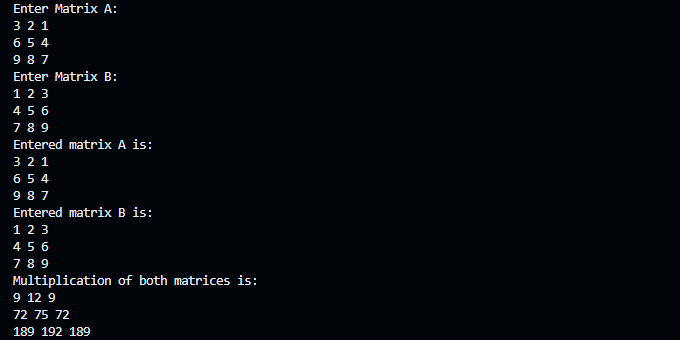 Enter Matrix A:
3 2 1
6 5 4
9 8 7
Enter Matrix B:
1 2 3
4 5 6
7 8 9
Entered matrix A is:
3 2 1
6 5 4
9 8 7
Entered matrix B is:
1 2 3
4 5 6
7 8 9
Multiplication of both matrices is:
9 12 9
72 75 72
189 192 189